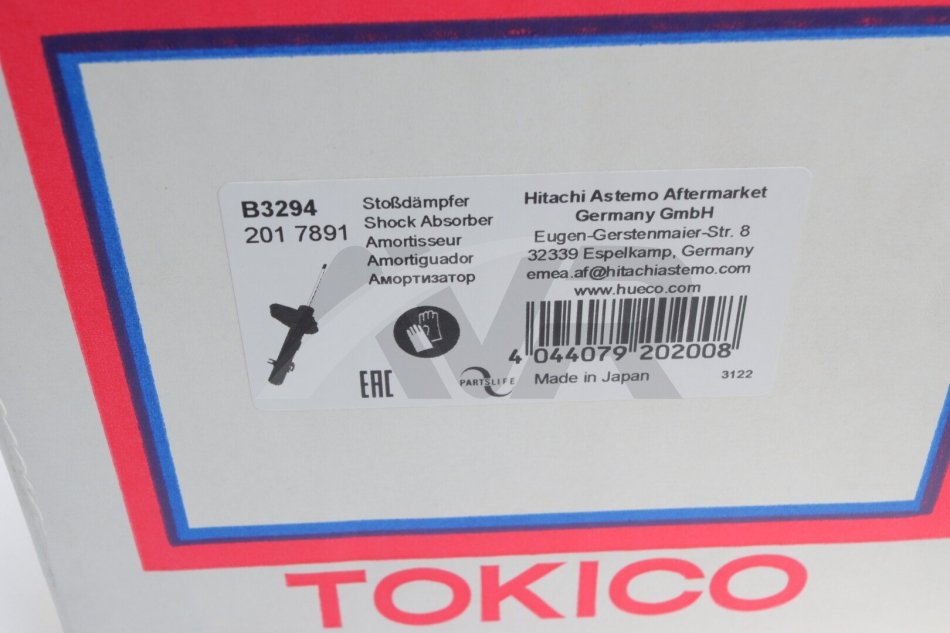 B3294
201 7891
Stoßdämpfer
Shock Absorber
Amortisseur
Amortiguador
Амортизатор
Hitachi Astemo Aftermarket
Germany GmbH
Eugen-Gerstenmaier-Str. 8
32339 Espelkamp, Germany
emea.af@hitachiastemo.com
www.hueco.com
4 044079 202008
EAC
PARTSLIFE
Made in Japan
3122
TOKICO